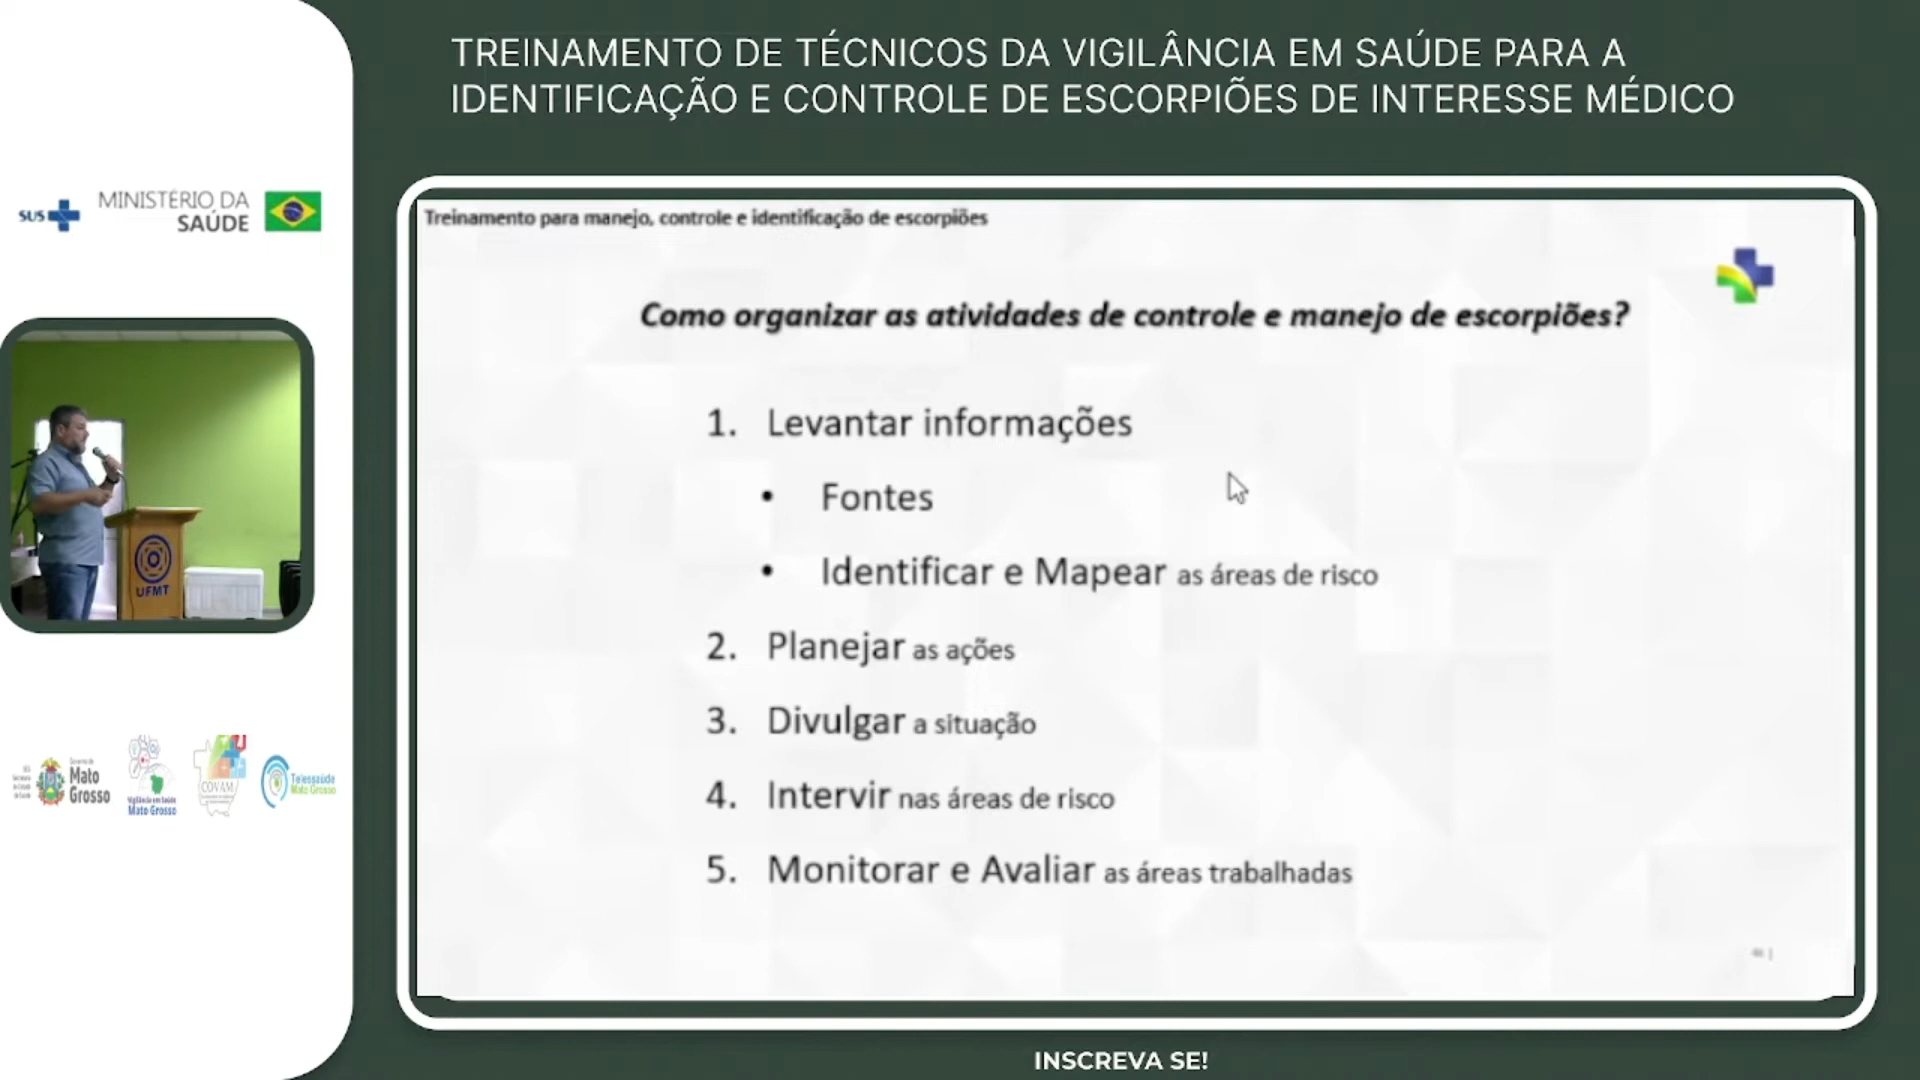 TREINAMENTO DE TÉCNICOS DA VIGILÂNCIA EM SAÚDE PARA A
IDENTIFICAÇÃO E CONTROLE DE ESCORPIÕES DE INTERESSE MÉDICO
SUS
MINISTÉRIO DA
SAÚDE
Treinamento para manejo, controle e identificação de escorpiões
Como organizar as atividades de controle e manejo de escorpiões?
1. Levantar informações
• Fontes
• Identificar e Mapear as áreas de risco
2. Planejar as ações
3. Divulgar a situação
4. Intervir nas áreas de risco
5. Monitorar e Avaliar as áreas trabalhadas
UFMT
Governo de
Mato
Grosso
Vigilância em Saúde
Mato Grosso
COVAM
Telessaúde
Mato Grosso
INSCREVA SE!